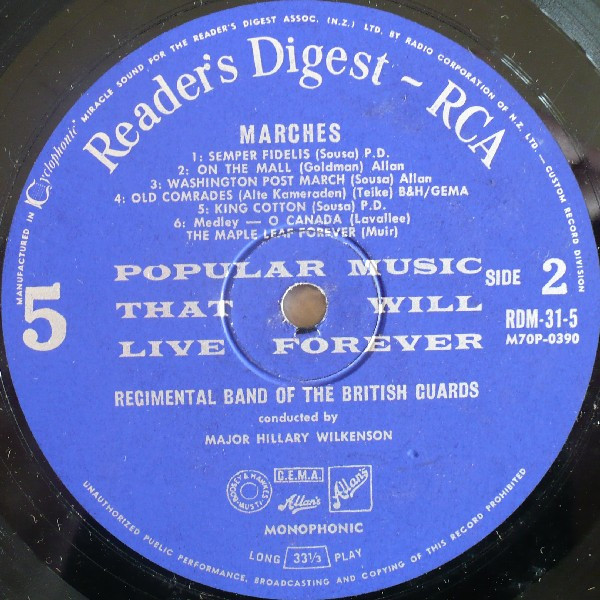 MANUFACTURED IN Cyclophonic MIRACLE SOUND FOR THE READER'S DIGEST ASSOC. (N.Z.) LTD. BY RADIO CORPORATION OF N.Z. LTD. — CUSTOM RECORD DIVISION
Reader's Digest ~ RCA
MARCHES
1: SEMPER FIDELIS (Sousa) P.D.
2: ON THE MALL (Goldman) Allan
3: WASHINGTON POST MARCH (Sousa) Allan
4: OLD COMRADES (Alte Kameraden) (Teike) B&H/GEMA
5: KING COTTON (Sousa) P.D.
6: Medley — O CANADA (Lavallee)
THE MAPLE LEAF FOREVER (Muir)
5
POPULAR MUSIC
THAT WILL
LIVE FOREVER
SIDE 2
RDM-31-5
M70P-0390
REGIMENTAL BAND OF THE BRITISH GUARDS
conducted by
MAJOR HILLARY WILKENSON
BOOSEY & HAWKES
C.E.M.A.
Allan's
Allan's
MONOPHONIC
LONG 33⅓ PLAY
UNAUTHORIZED PUBLIC PERFORMANCE, BROADCASTING AND COPYING OF THIS RECORD PROHIBITED